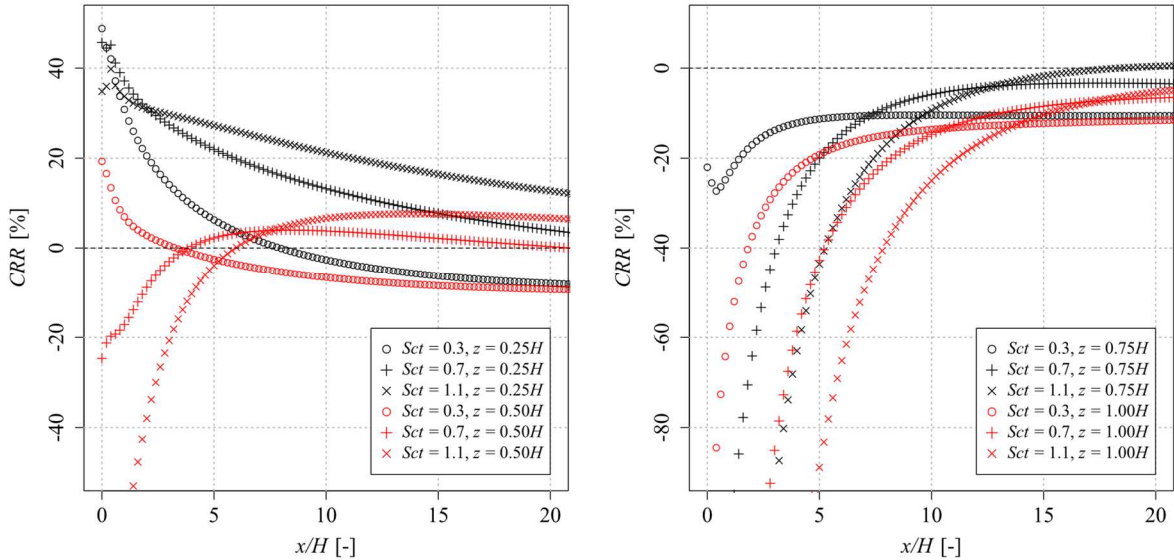 40
20
0
-20
-40
CRR [%]
0
5
10
15
20
x/H [-]
Sct = 0.3, z = 0.25H
Sct = 0.7, z = 0.25H
Sct = 1.1, z = 0.25H
Sct = 0.3, z = 0.50H
Sct = 0.7, z = 0.50H
Sct = 1.1, z = 0.50H
0
-20
-40
-60
-80
CRR [%]
0
5
10
15
20
x/H [-]
Sct = 0.3, z = 0.75H
Sct = 0.7, z = 0.75H
Sct = 1.1, z = 0.75H
Sct = 0.3, z = 1.00H
Sct = 0.7, z = 1.00H
Sct = 1.1, z = 1.00H